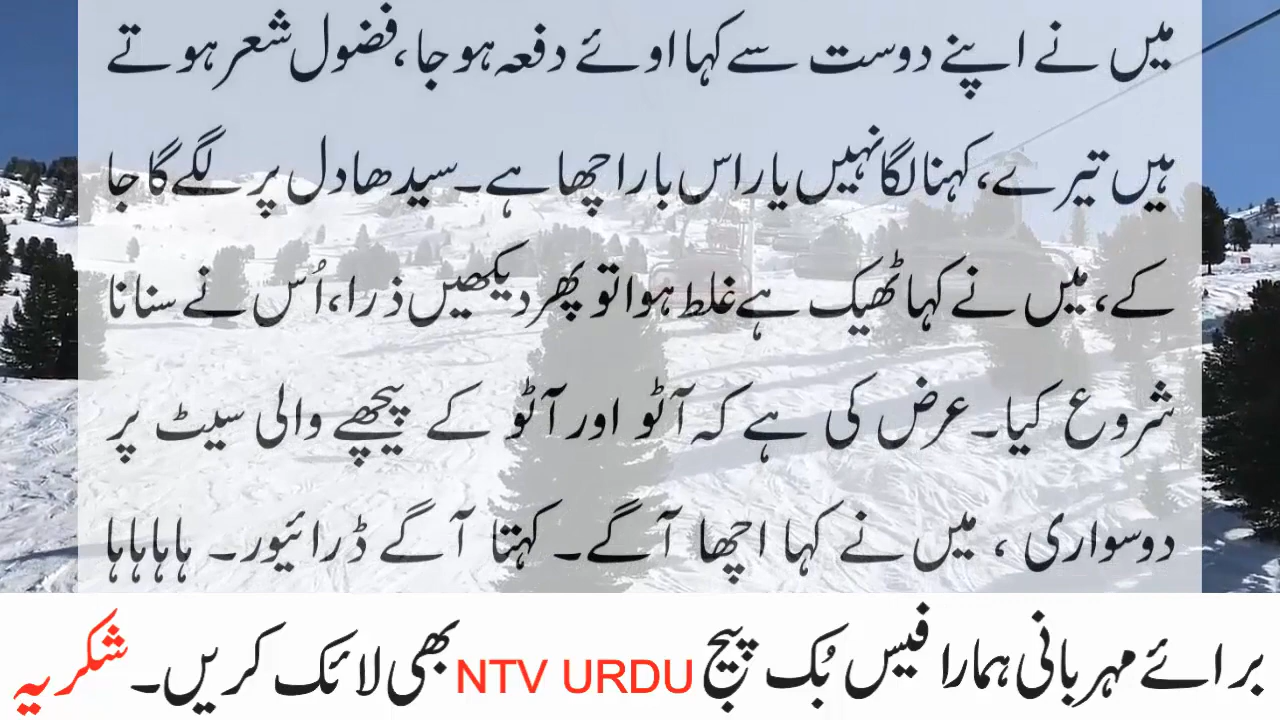 میں نے اپنے دوست سے کہا اوئے دفعہ ہو جا، فضول شعر ہوتے
ہیں تیرے، کہنا لگا نہیں یار اس بار اچھا ہے۔ سیدھا دل پر لگے گا جا
کے، میں نے کہا ٹھیک ہے غلط ہوا تو پھر دیکھیں ذرا، اُس نے سنانا
شروع کیا۔ عرض کی ہے کہ آٹو اور آٹو کے پیچھے والی سیٹ پر
دو سواری ، میں نے کہا اچھا آگے۔ کہتا آگے ڈرائیور۔ ہاہاہاہا
برائے مہربانی ہمارا فیس بُک پیج NTV URDU بھی لائک کریں۔ شکریہ